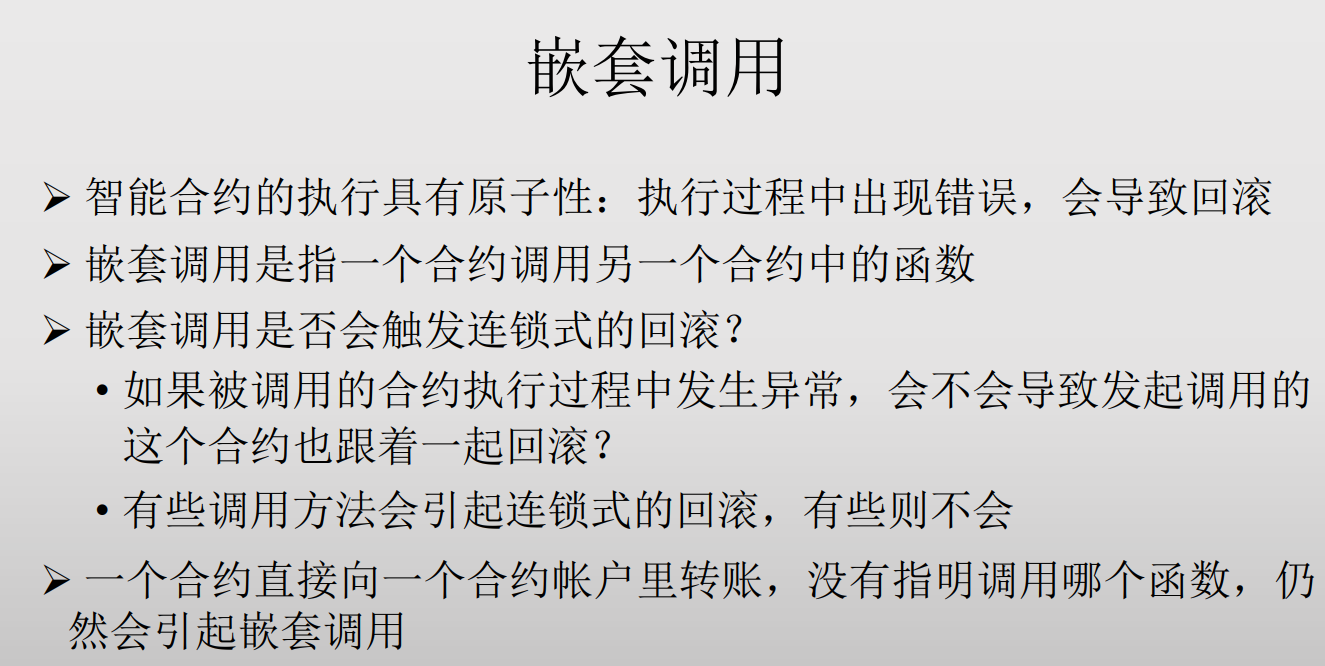 嵌套调用
➢ 智能合约的执行具有原子性：执行过程中出现错误，会导致回滚
➢ 嵌套调用是指一个合约调用另一个合约中的函数
➢ 嵌套调用是否会触发连锁式的回滚？
• 如果被调用的合约执行过程中发生异常，会不会导致发起调用的
这个合约也跟着一起回滚？
• 有些调用方法会引起连锁式的回滚，有些则不会
➢ 一个合约直接向一个合约帐户里转账，没有指明调用哪个函数，仍
然会引起嵌套调用